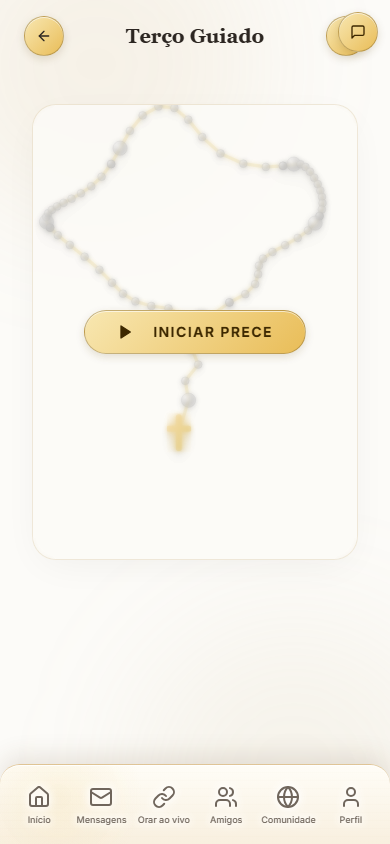 Terço Guiado
INICIAR PRECE
Início
Mensagens
Orar ao vivo
Amigos
Comunidade
Perfil